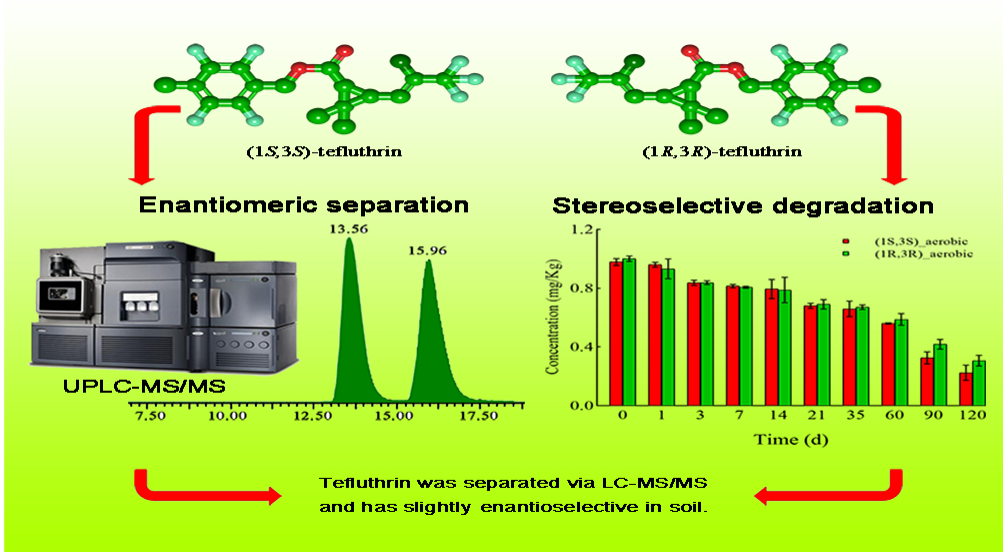 (1S,3S)-tefluthrin
(1R,3R)-tefluthrin
Enantiomeric separation
13.56
15.96
UPLC-MS/MS
7.50 10.00 12.50 15.00 17.50
Stereoselective degradation
Concentration (mg/Kg)
1.2
0.8
0.4
0.0
(1S,3S)_aerobic
(1R,3R)_aerobic
0 1 3 7 14 21 35 60 90 120
Time (d)
Tefluthrin was separated via LC-MS/MS
and has slightly enantioselective in soil.